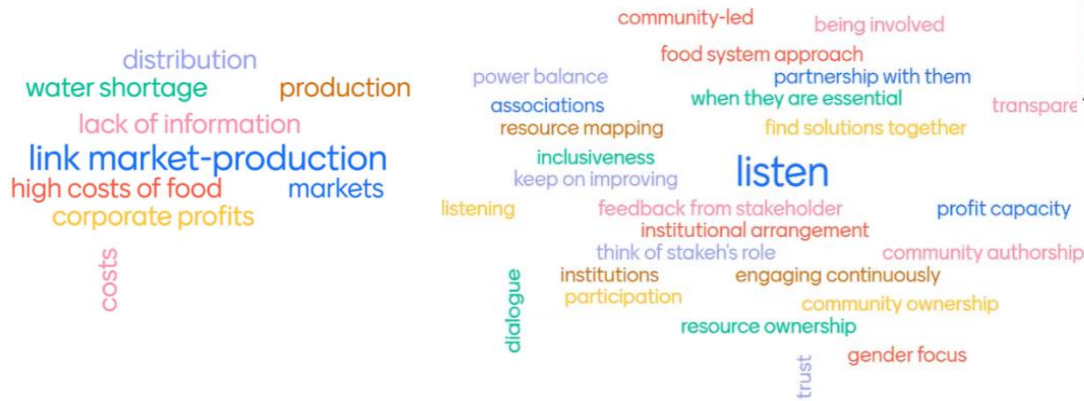 distribution
water shortage
production
lack of information
link market-production
high costs of food
markets
corporate profits
costs
community-led
being involved
food system approach
power balance
partnership with them
associations
when they are essential
transpare
resource mapping
find solutions together
inclusiveness
listen
keep on improving
listening
feedback from stakeholder
profit capacity
institutional arrangement
think of stakeh's role
community authorship
institutions
engaging continuously
participation
community ownership
dialogue
resource ownership
gender focus
trust